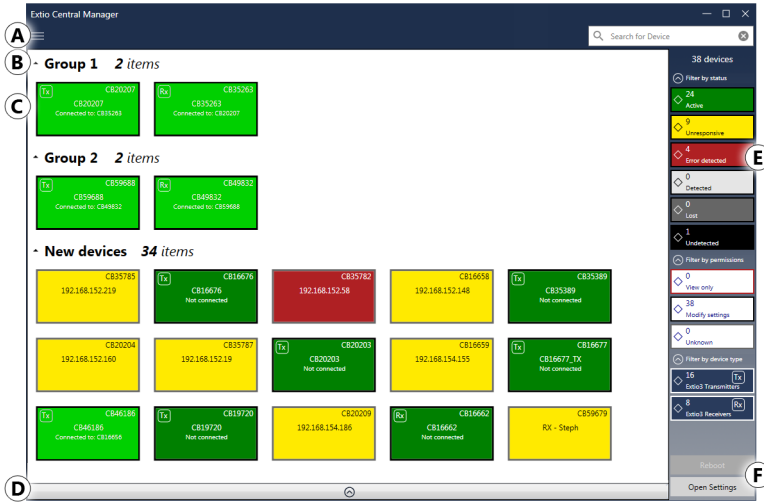 Extio Central Manager
A
Search for Device
B
Group 1 2 items
38 devices
Filter by status
C
Tx CB20207
CB20207
Connected to: CB35263
Rx CB35263
CB35263
Connected to: CB20207
24
Active
9
Unresponsive
Group 2 2 items
4
Error detected
E
Tx CB59688
CB59688
Connected to: CB49832
Rx CB49832
CB49832
Connected to: CB59688
0
Detected
0
Lost
1
Undetected
New devices 34 items
Filter by permissions
CB35785
192.168.152.219
Tx CB16676
CB16676
Not connected
CB35782
192.168.152.58
CB16658
192.168.152.148
Tx CB35389
CB35389
Not connected
0
View only
38
Modify settings
0
Unknown
CB20204
192.168.152.160
CB35787
192.168.152.19
Tx CB20203
CB20203
Not connected
CB16659
192.168.154.155
Tx CB16677
CB16677_TX
Not connected
Filter by device type
16 Tx
Extio3 Transmitters
8 Rx
Extio3 Receivers
Tx CB46186
CB46186
Connected to: CB16656
Tx CB19720
CB19720
Not connected
CB20209
192.168.154.186
Rx CB16662
CB16662
Not connected
CB59679
RX - Steph
Reboot
F
Open Settings
D